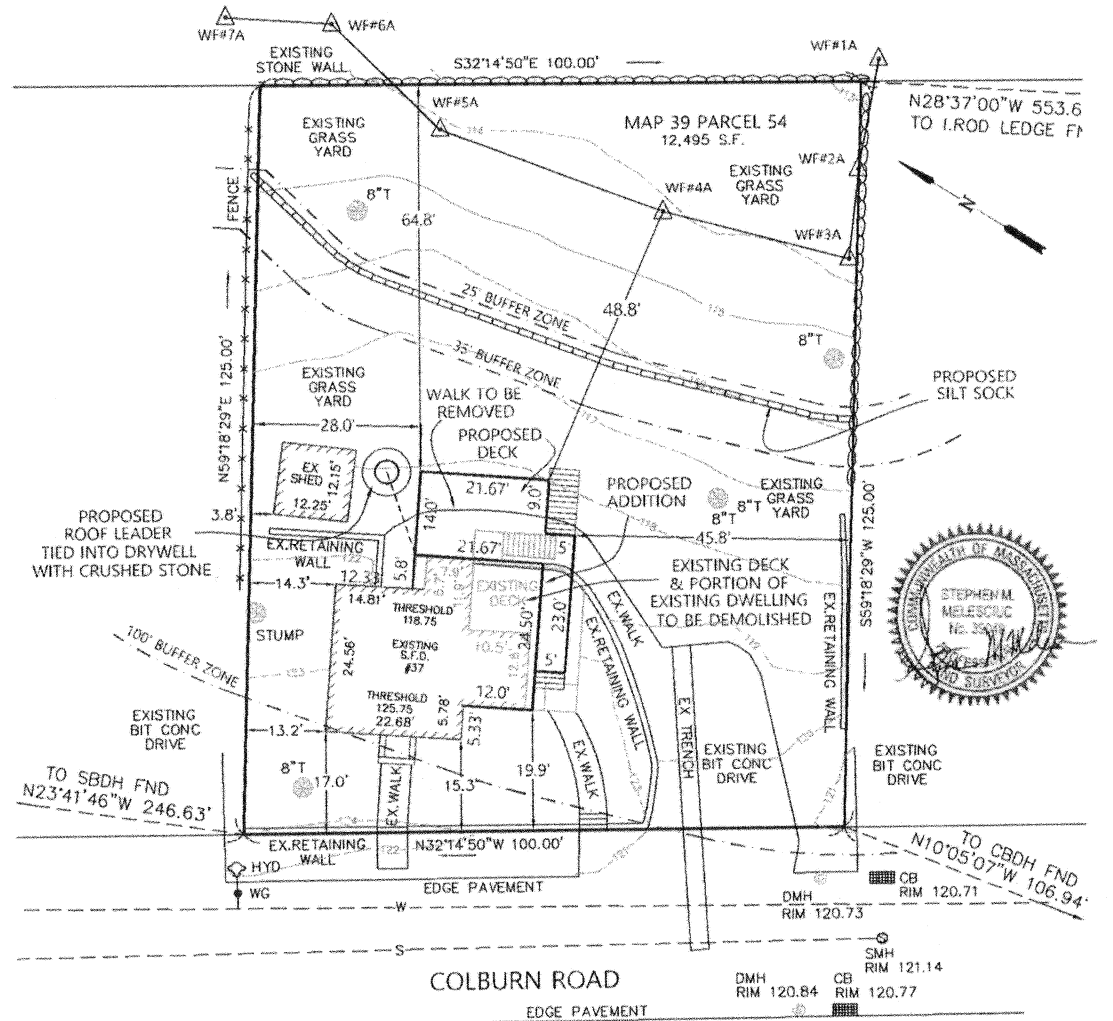 WF#7A
WF#6A
WF#1A
EXISTING
STONE WALL
S32°14'50"E 100.00'
WF#5A
N28°37'00"W 553.6
TO I.ROD LEDGE
EXISTING
GRASS
YARD
MAP 39 PARCEL 54
12,495 S.F.
WF#2A
WF#4A
EXISTING
GRASS
YARD
FENCE
8"T
64.8'
WF#3A
N
25' BUFFER ZONE
48.8'
35' BUFFER ZONE
8"T
N59°18'29"E 125.00'
EXISTING
GRASS
YARD
WALK TO BE
REMOVED
PROPOSED
SILT SOCK
28.0'
PROPOSED
DECK
EX
SHED
12.15'
12.25'
21.67'
9.0'
PROPOSED
ADDITION
8"T
8"T
EXISTING
GRASS
YARD
45.8'
3.8'
14.0'
PROPOSED
ROOF LEADER
TIED INTO DRYWELL
WITH CRUSHED STONE
EX.RETAINING
WALL
122
21.67'
5'
S59°18'29"W 125.00'
14.3'
12.33
14.81'
5.8'
7.9'
EXISTING
DECK
EXISTING DECK
& PORTION OF
EXISTING DWELLING
TO BE DEMOLISHED
COMMONWEALTH OF MASSACHUSETTS
STEPHEN M.
MELESCIUC
LAND SURVEYOR
THRESHOLD
118.75
STUMP
EXISTING
S.F.D.
#37
24.56'
10.5'
24.50'
23.0'
5'
EX.WALK
EX.RETAINING WALL
EX.RETAINING WALL
100' BUFFER ZONE
THRESHOLD
125.75
22.68'
5.78'
12.0'
5.33'
EXISTING
BIT CONC
DRIVE
13.2'
EX TRENCH
EXISTING
BIT CONC
DRIVE
EXISTING
BIT CONC
DRIVE
TO SBDH FND
N23°41'46"W 246.63'
8"T
17.0'
EX.WALK
15.3'
19.9'
EX.WALK
EX.RETAINING
WALL
122
N32°14'50"W 100.00'
121
TO CBDH FND
N10°05'07"W 106.94'
HYD
WG
EDGE PAVEMENT
CB
RIM 120.71
DMH
RIM 120.73
W
S
SMH
RIM 121.14
COLBURN ROAD
DMH
RIM 120.84
CB
RIM 120.77
EDGE PAVEMENT